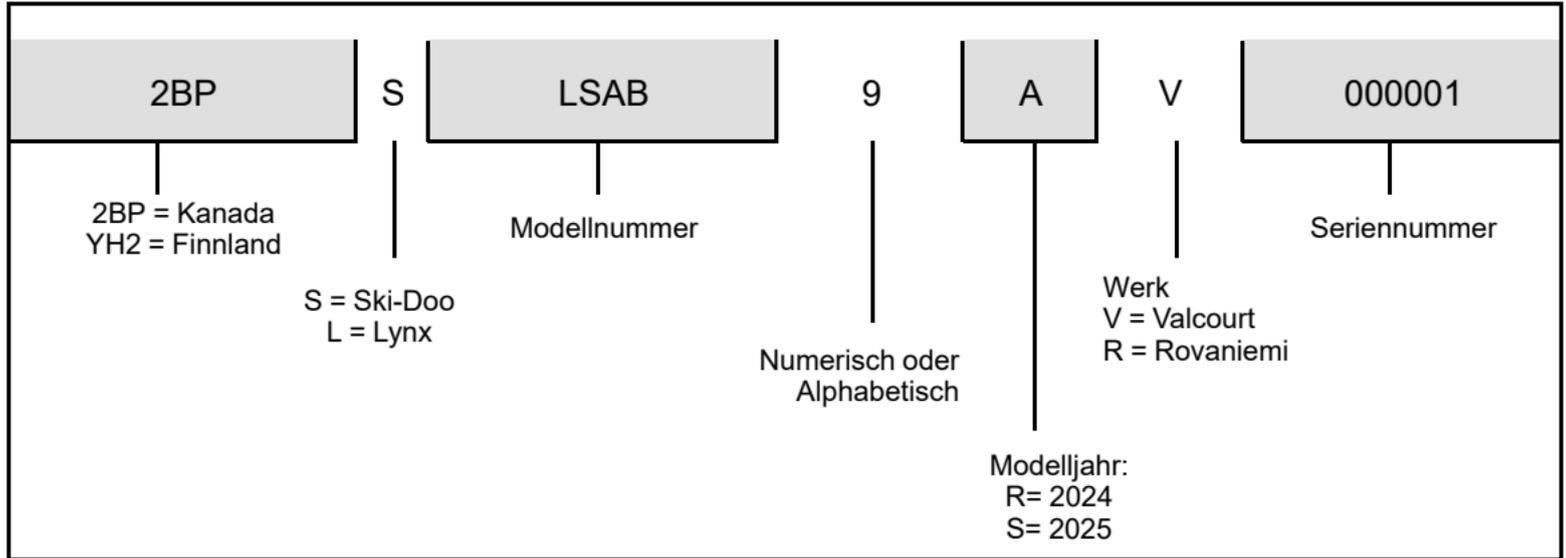 2BP S LSAB 9 A V 000001
2BP = Kanada
YH2 = Finnland
S = Ski-Doo
L = Lynx
Modellnummer
Numerisch oder
Alphabetisch
Modelljahr:
R= 2024
S= 2025
Werk
V = Valcourt
R = Rovaniemi
Seriennummer